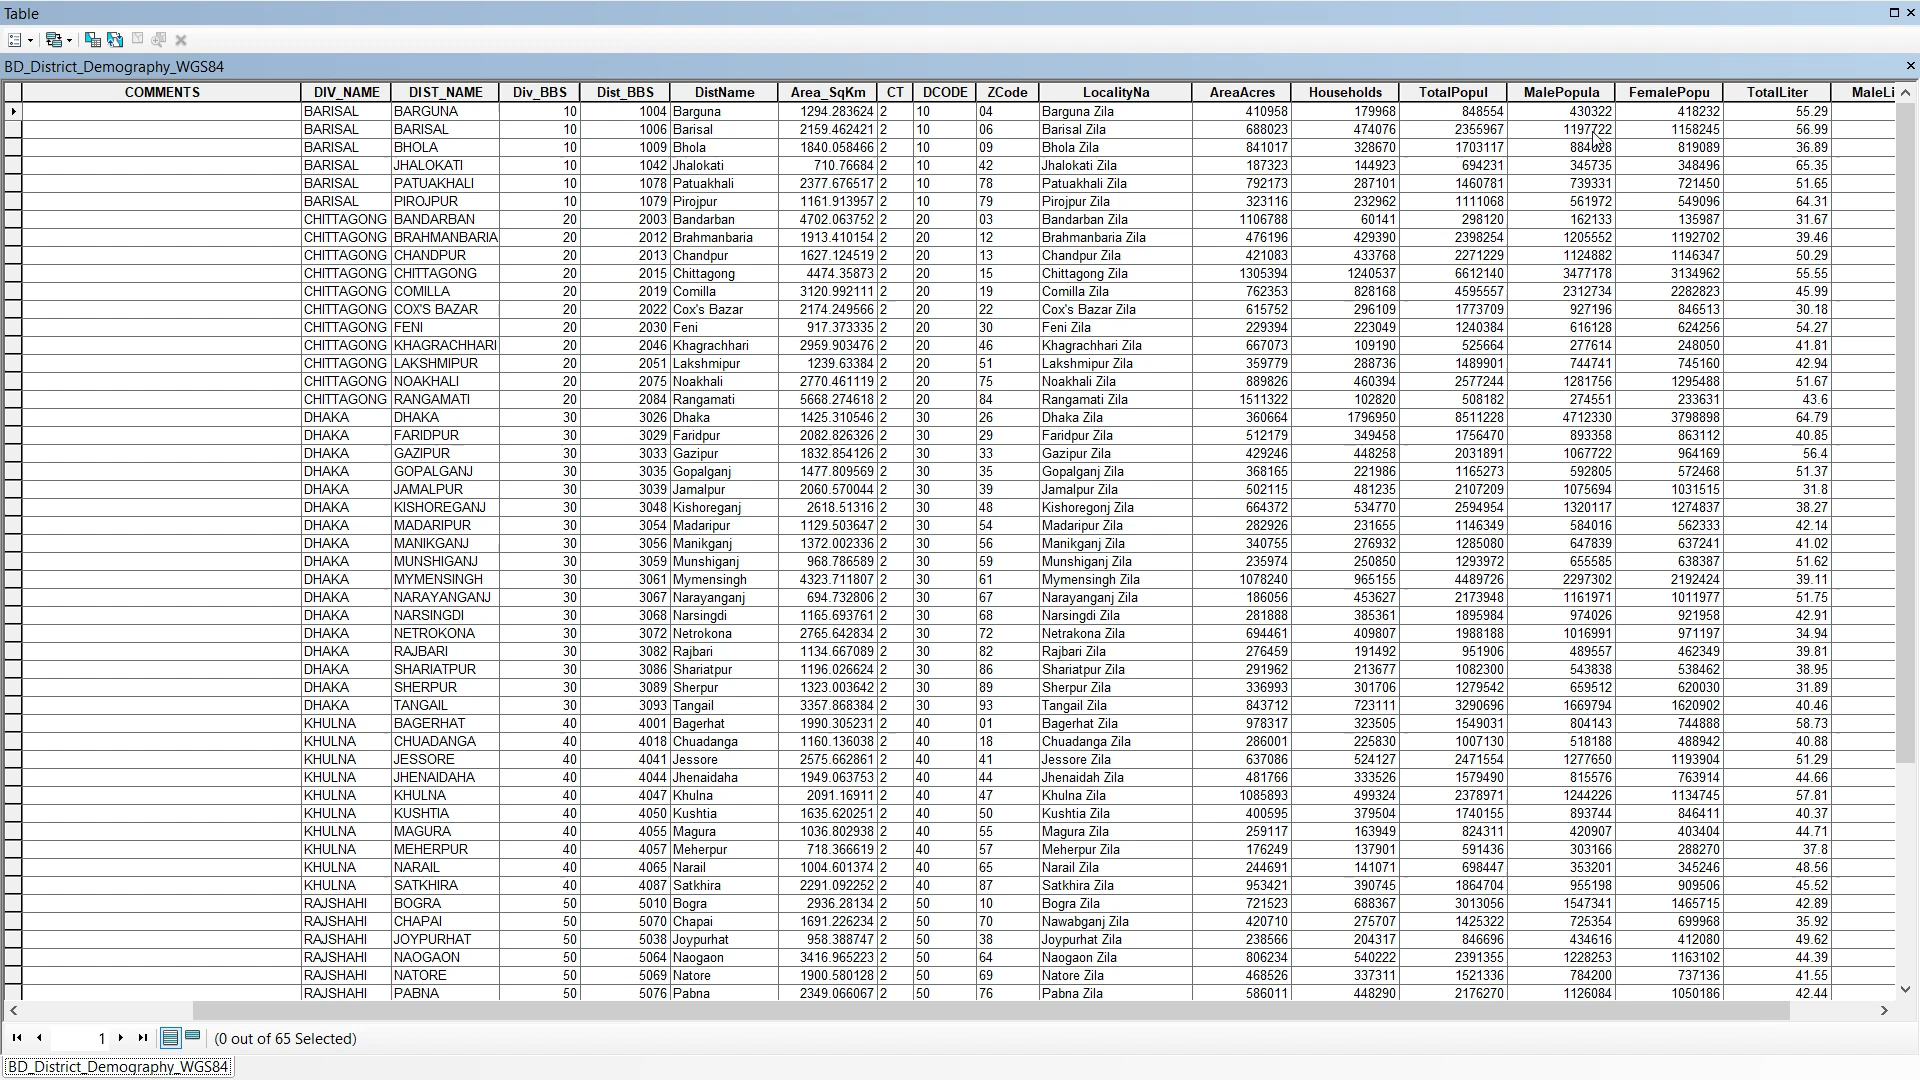 Table
BD_District_Demography_WGS84
COMMENTS DIV_NAME DIST_NAME Div_BBS Dist_BBS DistName Area_SqKm CT DCODE ZCode LocalityNa AreaAcres Households TotalPopul MalePopula FemalePopu TotalLiter MaleLi
BARISAL BARGUNA 10 1004 Barguna 1294.283624 2 10 04 Barguna Zila 410958 179968 848554 430322 418232 55.29
BARISAL BARISAL 10 1006 Barisal 2159.462421 2 10 06 Barisal Zila 688023 474076 2355967 1197722 1158245 56.99
BARISAL BHOLA 10 1009 Bhola 1840.058466 2 10 09 Bhola Zila 841017 328670 1703117 884028 819089 36.89
BARISAL JHALOKATI 10 1042 Jhalokati 710.76684 2 10 42 Jhalokati Zila 187323 144923 694231 345735 348496 65.35
BARISAL PATUAKHALI 10 1078 Patuakhali 2377.676517 2 10 78 Patuakhali Zila 792173 287101 1460781 739331 721450 51.65
BARISAL PIROJPUR 10 1079 Pirojpur 1161.913957 2 10 79 Pirojpur Zila 323116 232962 1111068 561972 549096 64.31
CHITTAGONG BANDARBAN 20 2003 Bandarban 4702.063752 2 20 03 Bandarban Zila 1106788 60141 298120 162133 135987 31.67
CHITTAGONG BRAHMANBARIA 20 2012 Brahmanbaria 1913.410154 2 20 12 Brahmanbaria Zila 476196 429390 2398254 1205552 1192702 39.46
CHITTAGONG CHANDPUR 20 2013 Chandpur 1627.124519 2 20 13 Chandpur Zila 421083 433768 2271229 1124882 1146347 50.29
CHITTAGONG CHITTAGONG 20 2015 Chittagong 4474.35873 2 20 15 Chittagong Zila 1305394 1240537 6612140 3477178 3134962 55.55
CHITTAGONG COMILLA 20 2019 Comilla 3120.992111 2 20 19 Comilla Zila 762353 828168 4595557 2312734 2282823 45.99
CHITTAGONG COX'S BAZAR 20 2022 Cox's Bazar 2174.249566 2 20 22 Cox's Bazar Zila 615752 296109 1773709 927196 846513 30.18
CHITTAGONG FENI 20 2030 Feni 917.373335 2 20 30 Feni Zila 229394 223049 1240384 616128 624256 54.27
CHITTAGONG KHAGRACHHARI 20 2046 Khagrachhari 2959.903476 2 20 46 Khagrachhari Zila 667073 109190 525664 277614 248050 41.81
CHITTAGONG LAKSHMIPUR 20 2051 Lakshmipur 1239.63384 2 20 51 Lakshmipur Zila 359779 288736 1489901 744741 745160 42.94
CHITTAGONG NOAKHALI 20 2075 Noakhali 2770.461119 2 20 75 Noakhali Zila 889826 460394 2577244 1281756 1295488 51.67
CHITTAGONG RANGAMATI 20 2084 Rangamati 5668.274618 2 20 84 Rangamati Zila 1511322 102820 508182 274551 233631 43.6
DHAKA DHAKA 30 3026 Dhaka 1425.310546 2 30 26 Dhaka Zila 360664 1796950 8511228 4712330 3798898 64.79
DHAKA FARIDPUR 30 3029 Faridpur 2082.826326 2 30 29 Faridpur Zila 512179 349458 1756470 893358 863112 40.85
DHAKA GAZIPUR 30 3033 Gazipur 1832.854126 2 30 33 Gazipur Zila 429246 448258 2031891 1067722 964169 56.4
DHAKA GOPALGANJ 30 3035 Gopalganj 1477.809569 2 30 35 Gopalganj Zila 368165 221986 1165273 592805 572468 51.37
DHAKA JAMALPUR 30 3039 Jamalpur 2060.570044 2 30 39 Jamalpur Zila 502115 481235 2107209 1075694 1031515 31.8
DHAKA KISHOREGANJ 30 3048 Kishoreganj 2618.51316 2 30 48 Kishoregonj Zila 664372 534770 2594954 1320117 1274837 38.27
DHAKA MADARIPUR 30 3054 Madaripur 1129.503647 2 30 54 Madaripur Zila 282926 231655 1146349 584016 562333 42.14
DHAKA MANIKGANJ 30 3056 Manikganj 1372.002336 2 30 56 Manikganj Zila 340755 276932 1285080 647839 637241 41.02
DHAKA MUNSHIGANJ 30 3059 Munshiganj 968.786589 2 30 59 Munshiganj Zila 235974 250850 1293972 655585 638387 51.62
DHAKA MYMENSINGH 30 3061 Mymensingh 4323.711807 2 30 61 Mymensingh Zila 1078240 965155 4489726 2297302 2192424 39.11
DHAKA NARAYANGANJ 30 3067 Narayanganj 694.732806 2 30 67 Narayanganj Zila 186056 453627 2173948 1161971 1011977 51.75
DHAKA NARSINGDI 30 3068 Narsingdi 1165.693761 2 30 68 Narsingdi Zila 281888 385361 1895984 974026 921958 42.91
DHAKA NETROKONA 30 3072 Netrokona 2765.642834 2 30 72 Netrakona Zila 694461 409807 1988188 1016991 971197 34.94
DHAKA RAJBARI 30 3082 Rajbari 1134.667089 2 30 82 Rajbari Zila 276459 191492 951906 489557 462349 39.81
DHAKA SHARIATPUR 30 3086 Shariatpur 1196.026624 2 30 86 Shariatpur Zila 291962 213677 1082300 543838 538462 38.95
DHAKA SHERPUR 30 3089 Sherpur 1323.003642 2 30 89 Sherpur Zila 336993 301706 1279542 659512 620030 31.89
DHAKA TANGAIL 30 3093 Tangail 3357.868384 2 30 93 Tangail Zila 843712 723111 3290696 1669794 1620902 40.46
KHULNA BAGERHAT 40 4001 Bagerhat 1990.305231 2 40 01 Bagerhat Zila 978317 323505 1549031 804143 744888 58.73
KHULNA CHUADANGA 40 4018 Chuadanga 1160.136038 2 40 18 Chuadanga Zila 286001 225830 1007130 518188 488942 40.88
KHULNA JESSORE 40 4041 Jessore 2575.662861 2 40 41 Jessore Zila 637086 524127 2471554 1277650 1193904 51.29
KHULNA JHENAIDAHA 40 4044 Jhenaidaha 1949.063753 2 40 44 Jhenaidah Zila 481766 333526 1579490 815576 763914 44.66
KHULNA KHULNA 40 4047 Khulna 2091.16911 2 40 47 Khulna Zila 1085893 499324 2378971 1244226 1134745 57.81
KHULNA KUSHTIA 40 4050 Kushtia 1635.620251 2 40 50 Kushtia Zila 400595 379504 1740155 893744 846411 40.37
KHULNA MAGURA 40 4055 Magura 1036.802938 2 40 55 Magura Zila 259117 163949 824311 420907 403404 44.71
KHULNA MEHERPUR 40 4057 Meherpur 718.366619 2 40 57 Meherpur Zila 176249 137901 591436 303166 288270 37.8
KHULNA NARAIL 40 4065 Narail 1004.601374 2 40 65 Narail Zila 244691 141071 698447 353201 345246 48.56
KHULNA SATKHIRA 40 4087 Satkhira 2291.092252 2 40 87 Satkhira Zila 953421 390745 1864704 955198 909506 45.52
RAJSHAHI BOGRA 50 5010 Bogra 2936.28134 2 50 10 Bogra Zila 721523 688367 3013056 1547341 1465715 42.89
RAJSHAHI CHAPAI 50 5070 Chapai 1691.226234 2 50 70 Nawabganj Zila 420710 275707 1425322 725354 699968 35.92
RAJSHAHI JOYPURHAT 50 5038 Joypurhat 958.388747 2 50 38 Joypurhat Zila 238566 204317 846696 434616 412080 49.62
RAJSHAHI NAOGAON 50 5064 Naogaon 3416.965223 2 50 64 Naogaon Zila 806234 540222 2391355 1228253 1163102 44.39
RAJSHAHI NATORE 50 5069 Natore 1900.580128 2 50 69 Natore Zila 468526 337311 1521336 784200 737136 41.55
RAJSHAHI PABNA 50 5076 Pabna 2349.066067 2 50 76 Pabna Zila 586011 448290 2176270 1126084 1050186 42.44
1 (0 out of 65 Selected)
BD_District_Demography_WGS84